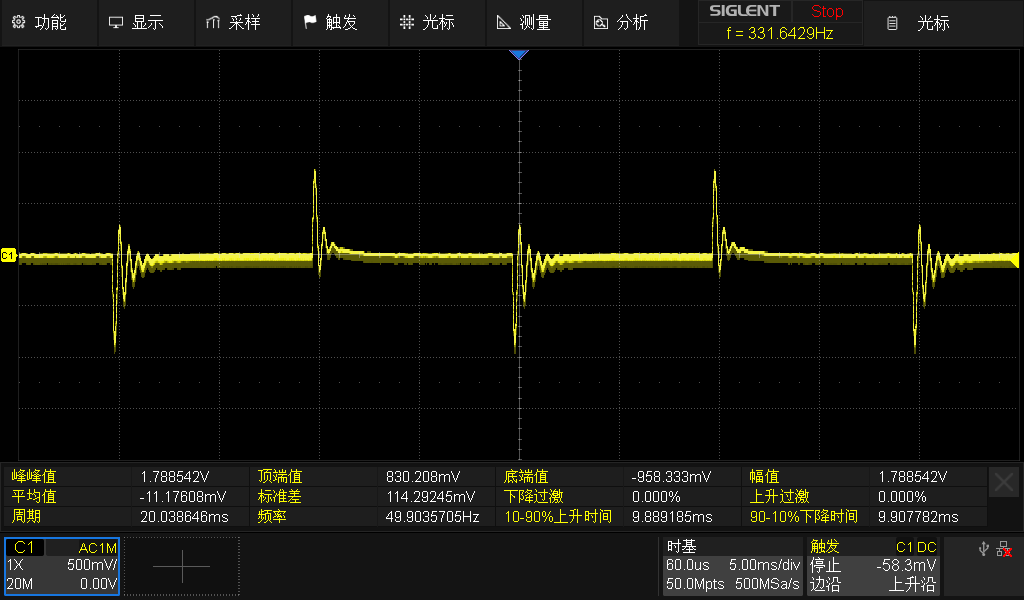 功能 显示 采样 触发 光标 测量 分析 SIGLENT Stop 光标
f = 331.6429Hz
C1
峰峰值 1.788542V 顶端值 830.208mV 底端值 -958.333mV 幅值 1.788542V
平均值 -11.17608mV 标准差 114.29245mV 下降过激 0.000% 上升过激 0.000%
周期 20.038646ms 频率 49.9035705Hz 10-90%上升时间 9.889185ms 90-10%下降时间 9.907782ms
C1 AC1M 时基 触发 C1 DC
1X 500mV/ 60.0us 5.00ms/div 停止 -58.3mV
20M 0.00V 50.0Mpts 500MSa/s 边沿 上升沿